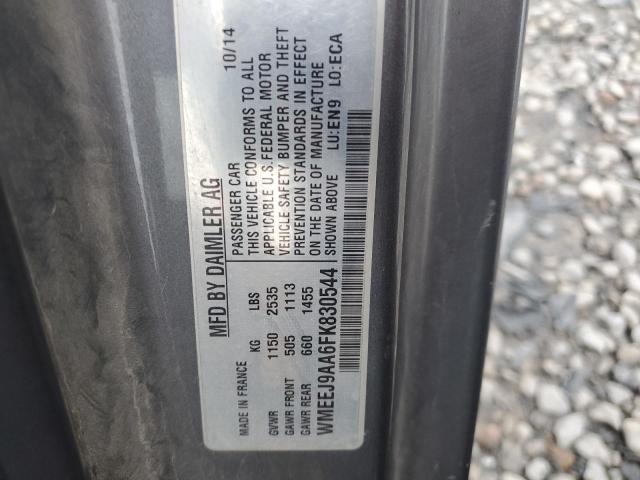 MFD BY DAIMLER AG 10/14
PASSENGER CAR
THIS VEHICLE CONFORMS TO ALL
APPLICABLE U.S.FEDERAL MOTOR
VEHICLE SAFETY BUMPER AND THEFT
PREVENTION STANDARDS IN EFFECT
ON THE DATE OF MANUFACTURE
SHOWN ABOVE LU:EN9 LO:ECA
MADE IN FRANCE KG LBS
GVWR 1150 2535
GAWR FRONT 505 1113
GAWR REAR 660 1455
WMEEJ9AA6FK830544